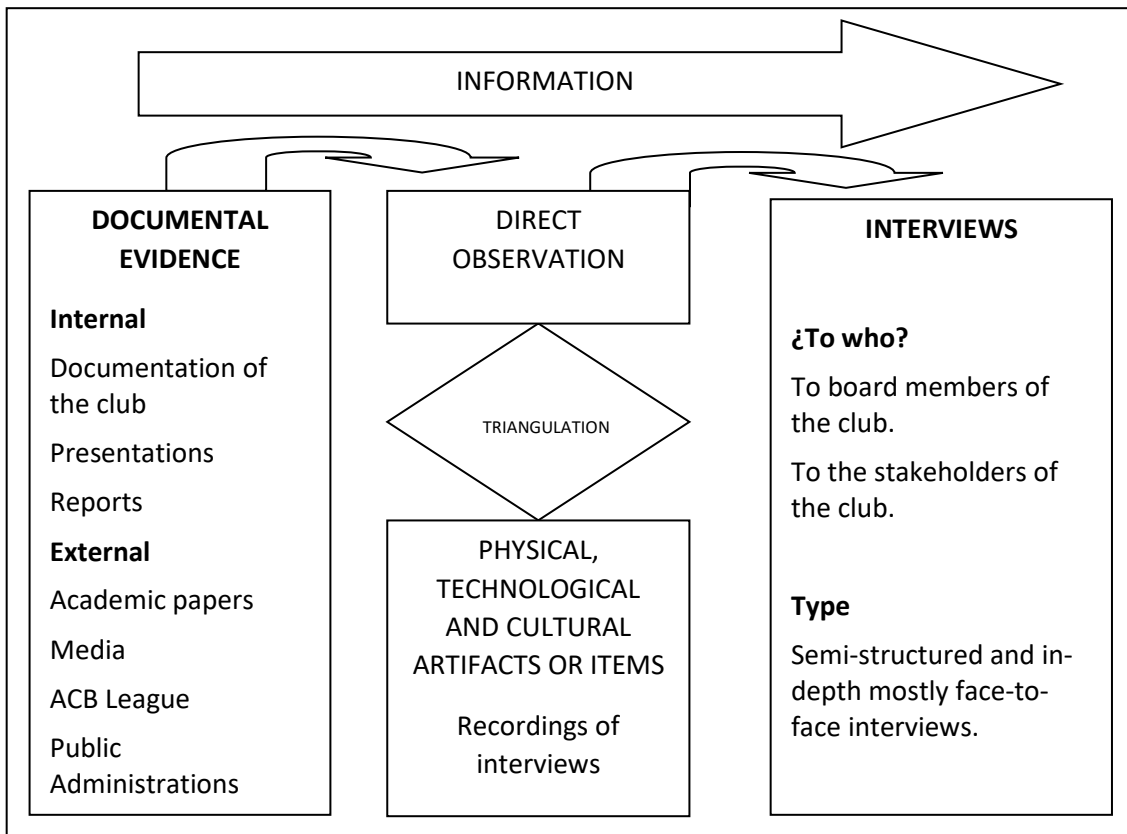 INFORMATION
DOCUMENTAL
EVIDENCE
Internal
Documentation of
the club
Presentations
Reports
External
Academic papers
Media
ACB League
Public
Administrations
DIRECT
OBSERVATION
TRIANGULATION
PHYSICAL,
TECHNOLOGICAL
AND CULTURAL
ARTIFACTS OR ITEMS
Recordings of
interviews
INTERVIEWS
¿To who?
To board members of
the club.
To the stakeholders of
the club.
Type
Semi-structured and in-
depth mostly face-to-
face interviews.